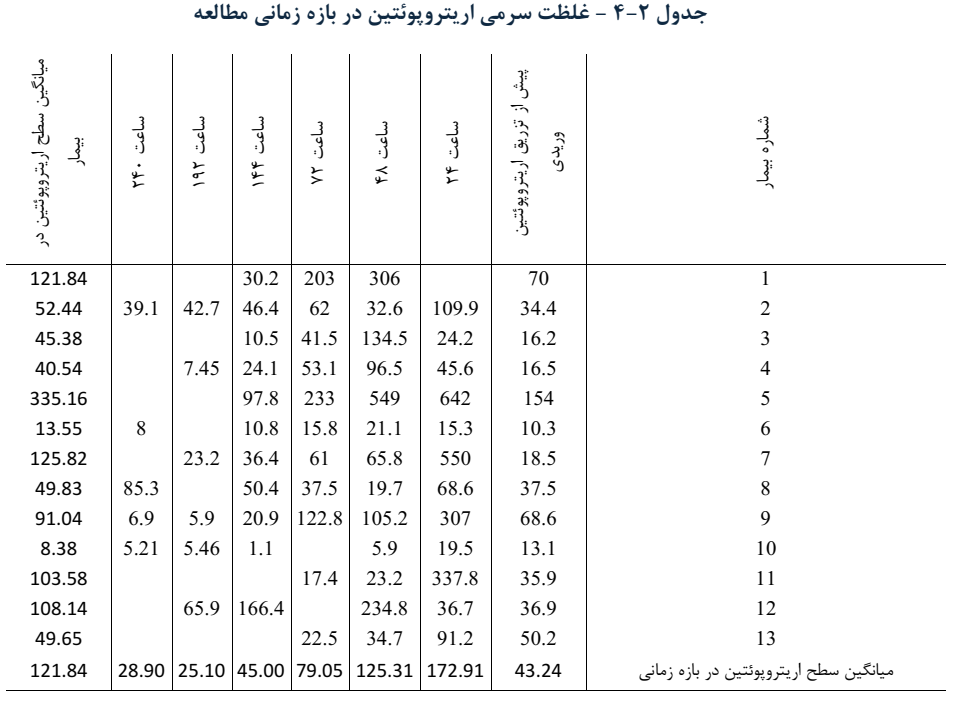 جدول ۲-۴ - غلظت سرمی اریتروپوئتین در بازه زمانی مطالعه
شماره بیمار	پیش از تزریق اریتروپوئتین وریدی	ساعت ۲۴	ساعت ۴۸	ساعت ۷۲	ساعت ۱۴۴	ساعت ۱۹۲	ساعت ۲۴۰	میانگین سطح اریتروپوئتین در بیمار
1	70		306	203	30.2			121.84
2	34.4	109.9	32.6	62	46.4	42.7	39.1	52.44
3	16.2	24.2	134.5	41.5	10.5			45.38
4	16.5	45.6	96.5	53.1	24.1	7.45		40.54
5	154	642	549	233	97.8			335.16
6	10.3	15.3	21.1	15.8	10.8		8	13.55
7	18.5	550	65.8	61	36.4	23.2		125.82
8	37.5	68.6	19.7	37.5	50.4		85.3	49.83
9	68.6	307	105.2	122.8	20.9	5.9	6.9	91.04
10	13.1	19.5	5.9		1.1	5.46	5.21	8.38
11	35.9	337.8	23.2	17.4				103.58
12	36.9	36.7	234.8		166.4	65.9		108.14
13	50.2	91.2	34.7	22.5				49.65
میانگین سطح اریتروپوئتین در بازه زمانی	43.24	172.91	125.31	79.05	45.00	25.10	28.90	121.84